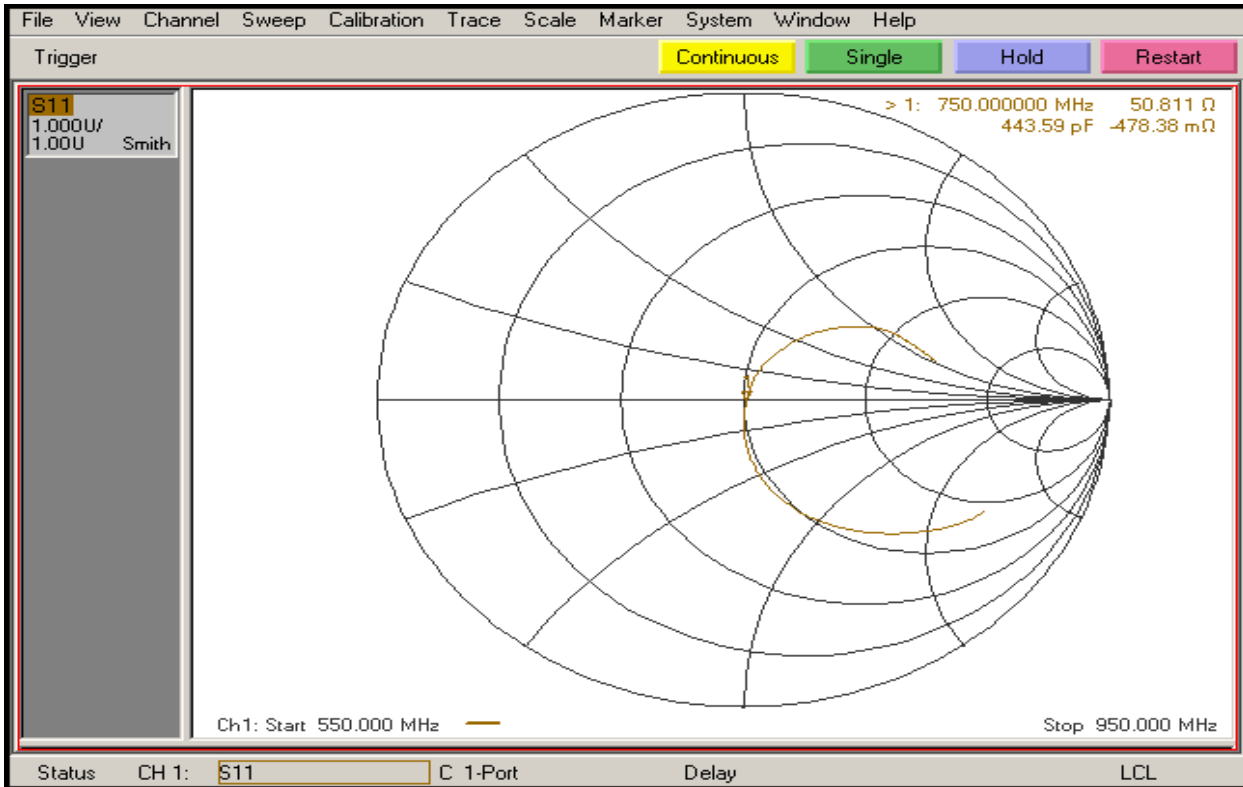 File View Channel Sweep Calibration Trace Scale Marker System Window Help
Trigger Continuous Single Hold Restart
S11
1.000U/
1.00U Smith
> 1: 750.000000 MHz 50.811 Ω
443.59 pF -478.38 mΩ
Ch1: Start 550.000 MHz Stop 950.000 MHz
Status CH 1: S11 C 1-Port Delay LCL